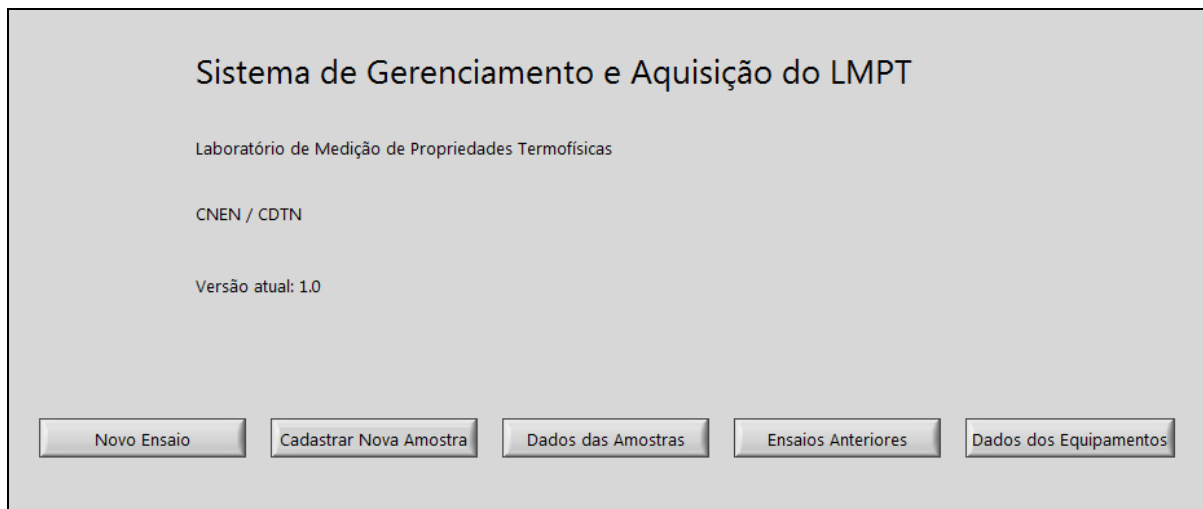 Sistema de Gerenciamento e Aquisição do LMPT
Laboratório de Medição de Propriedades Termofísicas
CNEN / CDTN
Versão atual: 1.0
Novo Ensaio
Cadastrar Nova Amostra
Dados das Amostras
Ensaios Anteriores
Dados dos Equipamentos